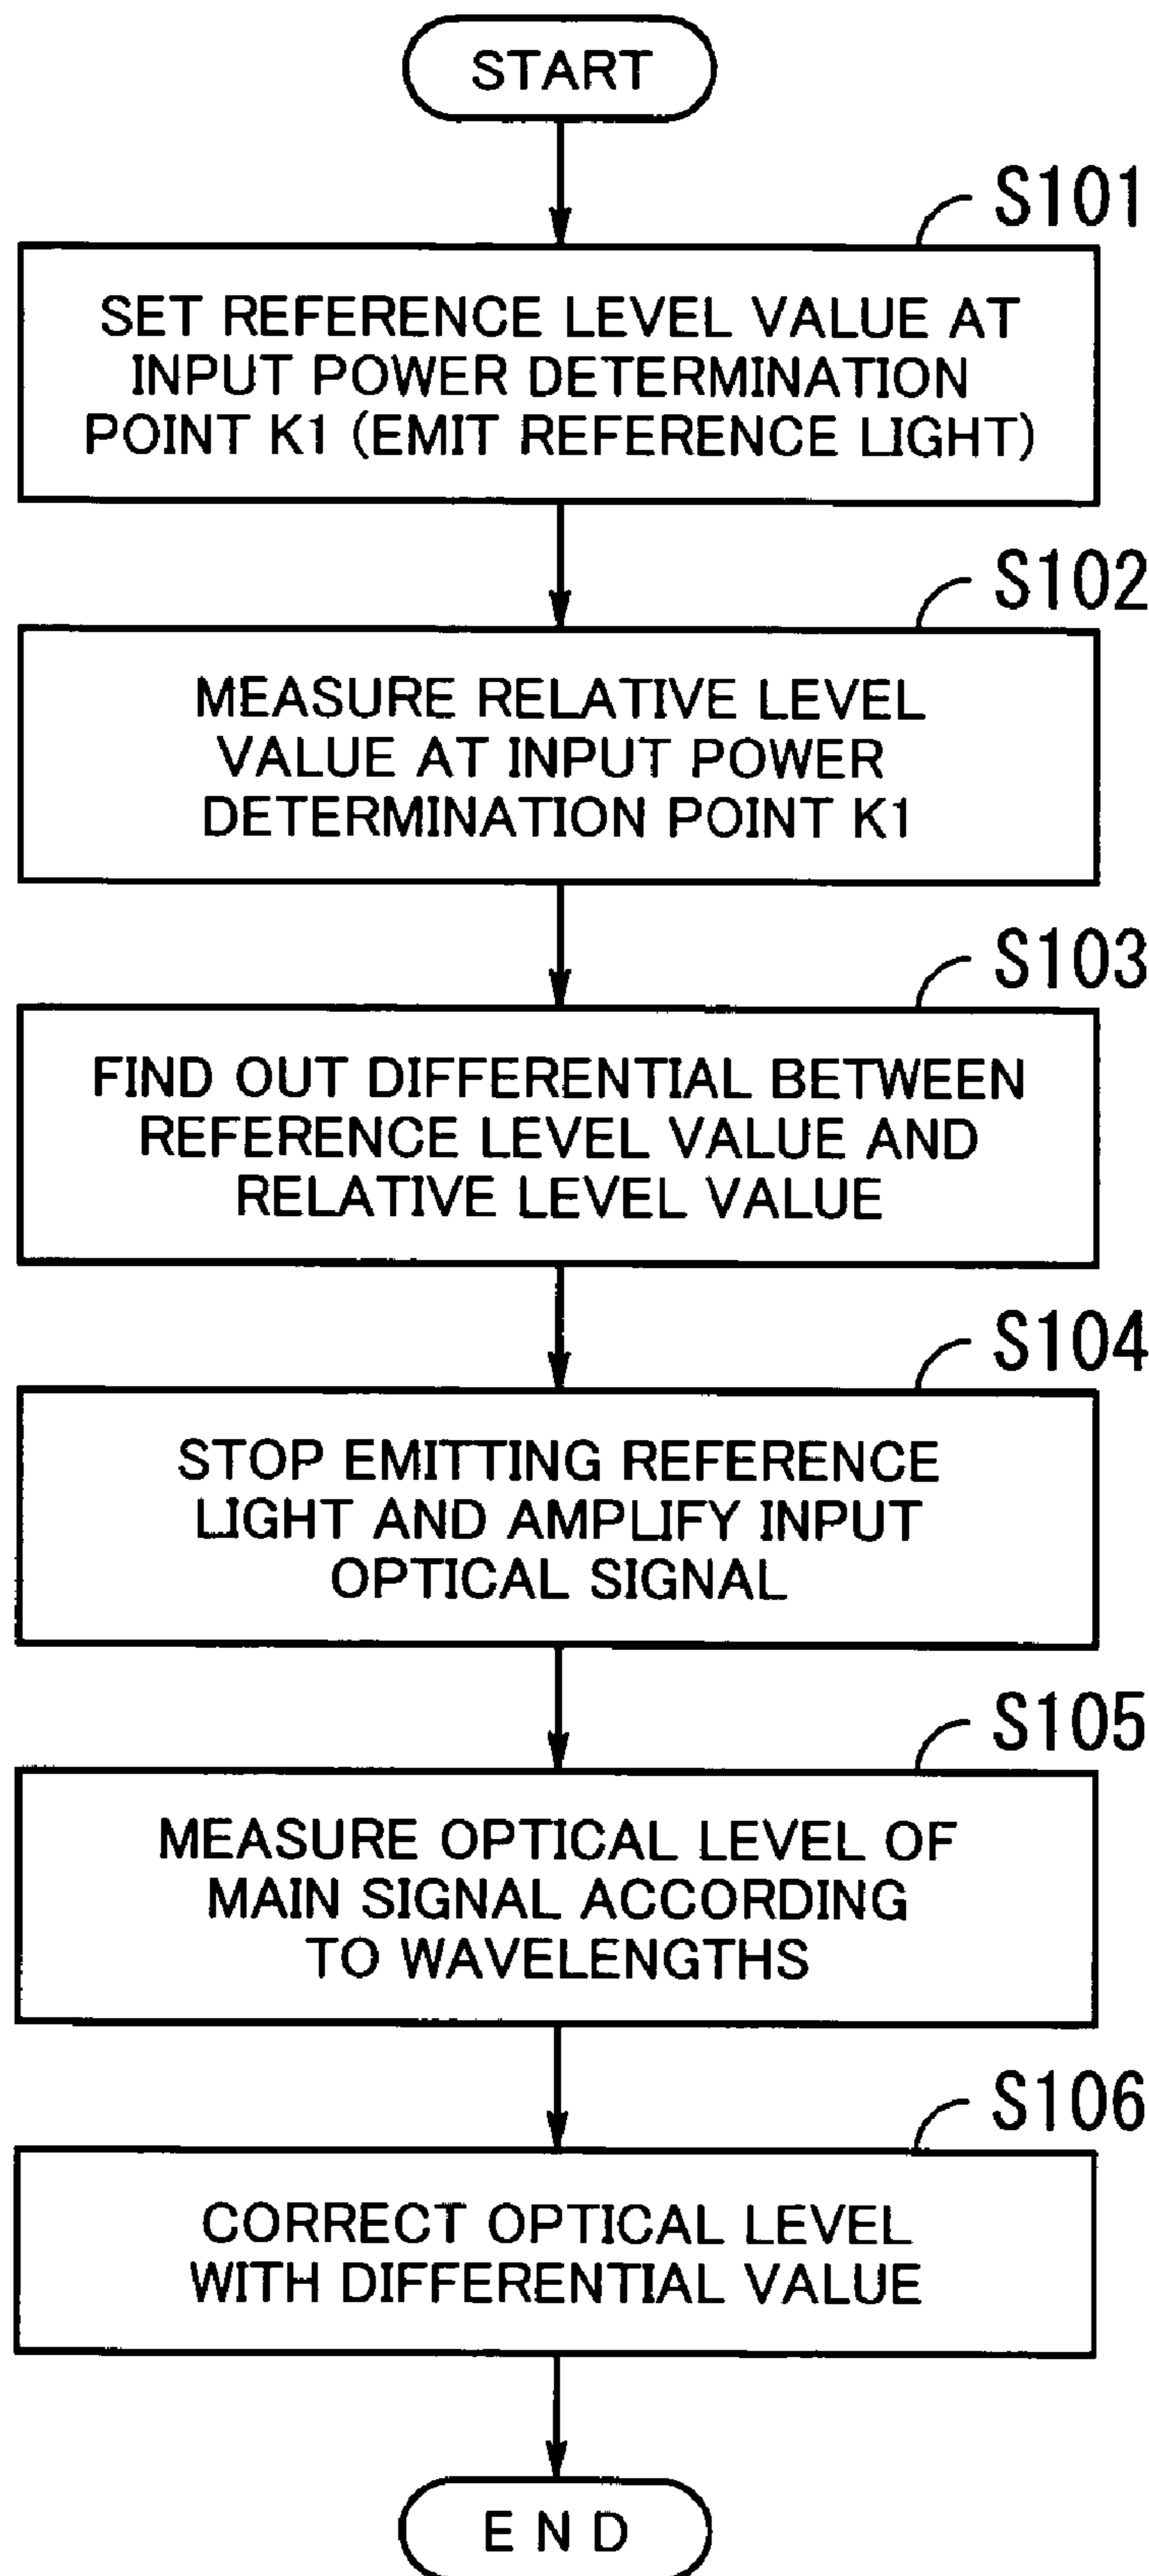 START
S101
SET REFERENCE LEVEL VALUE AT
INPUT POWER DETERMINATION
POINT K1 (EMIT REFERENCE LIGHT)
S102
MEASURE RELATIVE LEVEL
VALUE AT INPUT POWER
DETERMINATION POINT K1
S103
FIND OUT DIFFERENTIAL BETWEEN
REFERENCE LEVEL VALUE AND
RELATIVE LEVEL VALUE
S104
STOP EMITTING REFERENCE
LIGHT AND AMPLIFY INPUT
OPTICAL SIGNAL
S105
MEASURE OPTICAL LEVEL OF
MAIN SIGNAL ACCORDING
TO WAVELENGTHS
S106
CORRECT OPTICAL LEVEL
WITH DIFFERENTIAL VALUE
END